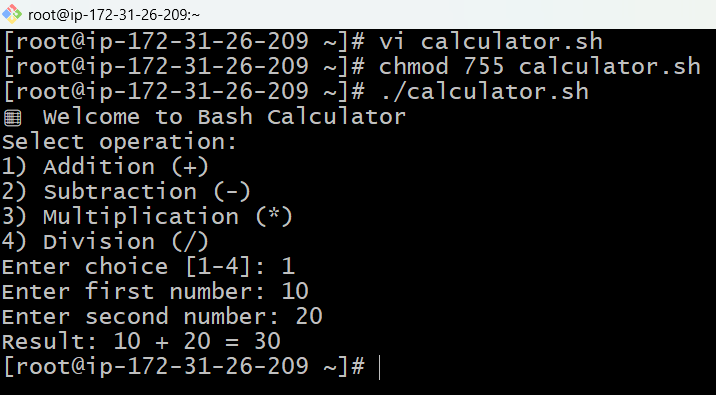 root@ip-172-31-26-209:~
[root@ip-172-31-26-209 ~]# vi calculator.sh
[root@ip-172-31-26-209 ~]# chmod 755 calculator.sh
[root@ip-172-31-26-209 ~]# ./calculator.sh
🧮 Welcome to Bash Calculator
Select operation:
1) Addition (+)
2) Subtraction (-)
3) Multiplication (*)
4) Division (/)
Enter choice [1-4]: 1
Enter first number: 10
Enter second number: 20
Result: 10 + 20 = 30
[root@ip-172-31-26-209 ~]#